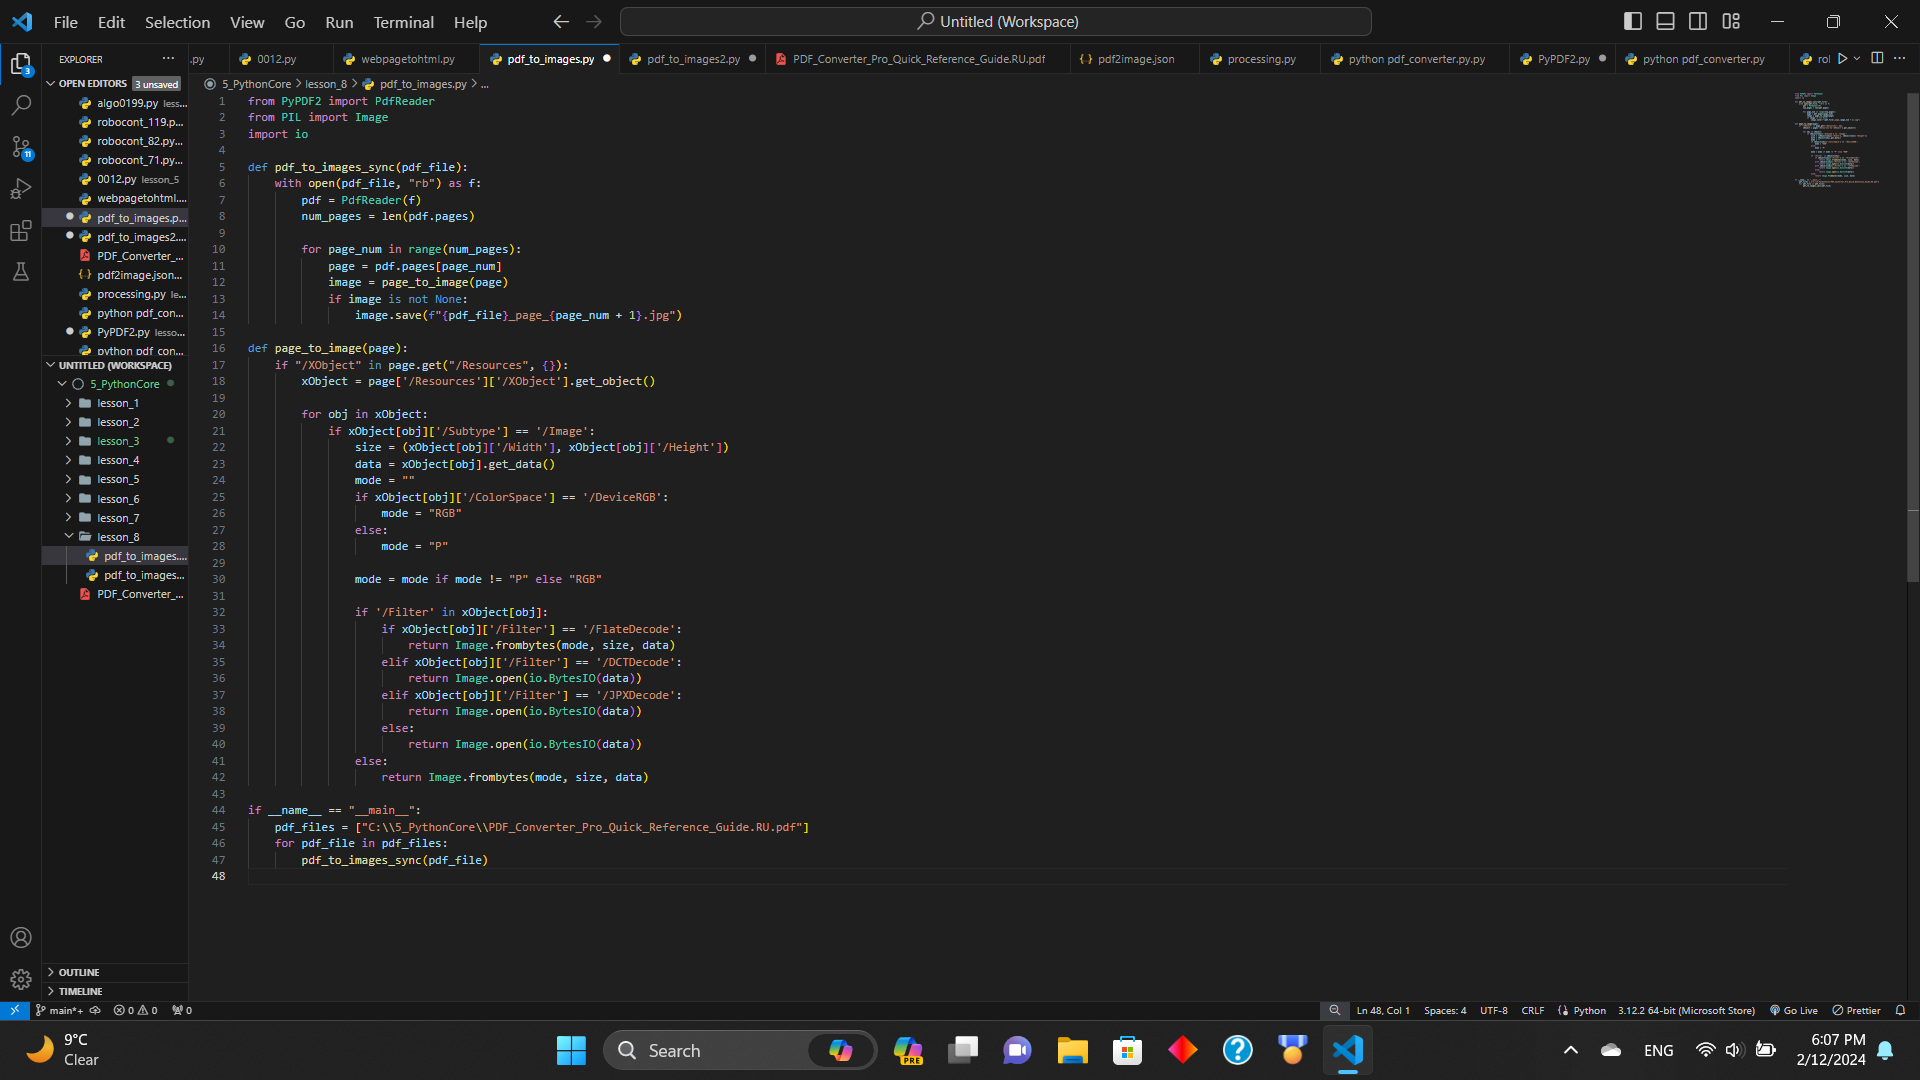 File Edit Selection View Go Run Terminal Help
Untitled (Workspace)
EXPLORER
.py
0012.py
webpagetohtml.py
pdf_to_images.py
pdf_to_images2.py
PDF_Converter_Pro_Quick_Reference_Guide.RU.pdf
pdf2image.json
processing.py
python pdf_converter.py.py
PyPDF2.py
python pdf_converter.py
rol
OPEN EDITORS 3 unsaved
algo0199.py less...
robocont_119.p...
robocont_82.py...
robocont_71.py...
0012.py lesson_5
webpagetohtml....
pdf_to_images.p...
pdf_to_images2....
PDF_Converter_...
pdf2image.json...
processing.py le...
python pdf_con...
PyPDF2.py lesso...
python pdf_con...
UNTITLED (WORKSPACE)
5_PythonCore
lesson_1
lesson_2
lesson_3
lesson_4
lesson_5
lesson_6
lesson_7
lesson_8
pdf_to_images....
pdf_to_images...
PDF_Converter_...
OUTLINE
TIMELINE
5_PythonCore > lesson_8 > pdf_to_images.py > ...
1 from PyPDF2 import PdfReader
2 from PIL import Image
3 import io
4
5 def pdf_to_images_sync(pdf_file):
6     with open(pdf_file, "rb") as f:
7         pdf = PdfReader(f)
8         num_pages = len(pdf.pages)
9
10         for page_num in range(num_pages):
11             page = pdf.pages[page_num]
12             image = page_to_image(page)
13             if image is not None:
14                 image.save(f"{pdf_file}_page_{page_num + 1}.jpg")
15
16 def page_to_image(page):
17     if "/XObject" in page.get("/Resources", {}):
18         xObject = page['/Resources']['/XObject'].get_object()
19
20         for obj in xObject:
21             if xObject[obj]['/Subtype'] == '/Image':
22                 size = (xObject[obj]['/Width'], xObject[obj]['/Height'])
23                 data = xObject[obj].get_data()
24                 mode = ""
25                 if xObject[obj]['/ColorSpace'] == '/DeviceRGB':
26                     mode = "RGB"
27                 else:
28                     mode = "P"
29
30                 mode = mode if mode != "P" else "RGB"
31
32                 if '/Filter' in xObject[obj]:
33                     if xObject[obj]['/Filter'] == '/FlateDecode':
34                         return Image.frombytes(mode, size, data)
35                     elif xObject[obj]['/Filter'] == '/DCTDecode':
36                         return Image.open(io.BytesIO(data))
37                     elif xObject[obj]['/Filter'] == '/JPXDecode':
38                         return Image.open(io.BytesIO(data))
39                     else:
40                         return Image.open(io.BytesIO(data))
41                 else:
42                     return Image.frombytes(mode, size, data)
43
44 if __name__ == "__main__":
45     pdf_files = ["C:\\5_PythonCore\\PDF_Converter_Pro_Quick_Reference_Guide.RU.pdf"]
46     for pdf_file in pdf_files:
47         pdf_to_images_sync(pdf_file)
48
main*+ 0 0 0
Ln 48, Col 1 Spaces: 4 UTF-8 CRLF Python 3.12.2 64-bit (Microsoft Store) Go Live Prettier
3
11
9°C
Clear
Search
PRE
ENG
6:07 PM
2/12/2024